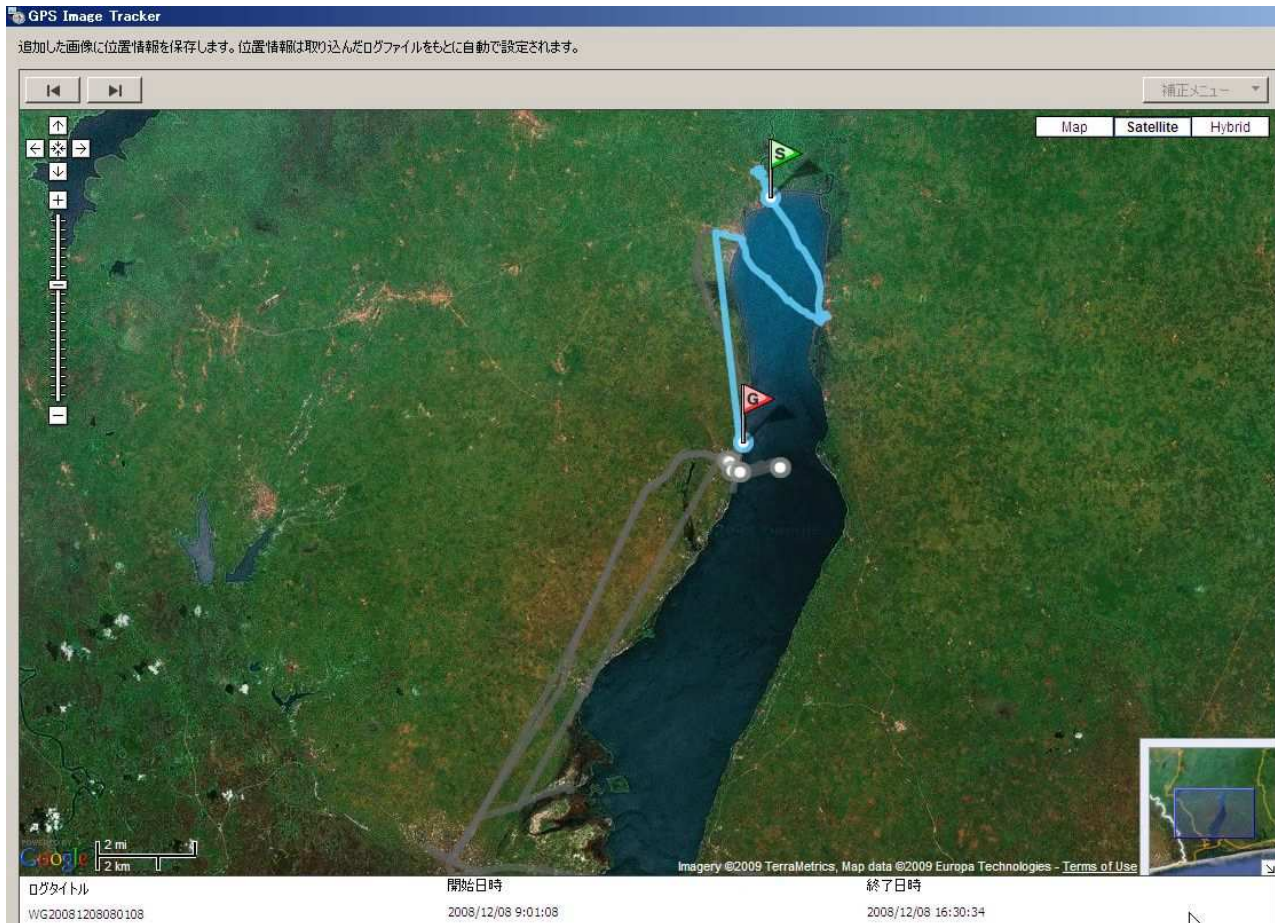 GPS Image Tracker
追加した画像に位置情報を保存します。位置情報は取り込んだログファイルをもとに自動で設定されます。
補正メニュー
Map Satellite Hybrid
S
G
POWERED BY
Google
2 mi
2 km
Imagery ©2009 TerraMetrics, Map data ©2009 Europa Technologies - Terms of Use
ログタイトル 開始日時 終了日時
WG20081208080108 2008/12/08 9:01:08 2008/12/08 16:30:34